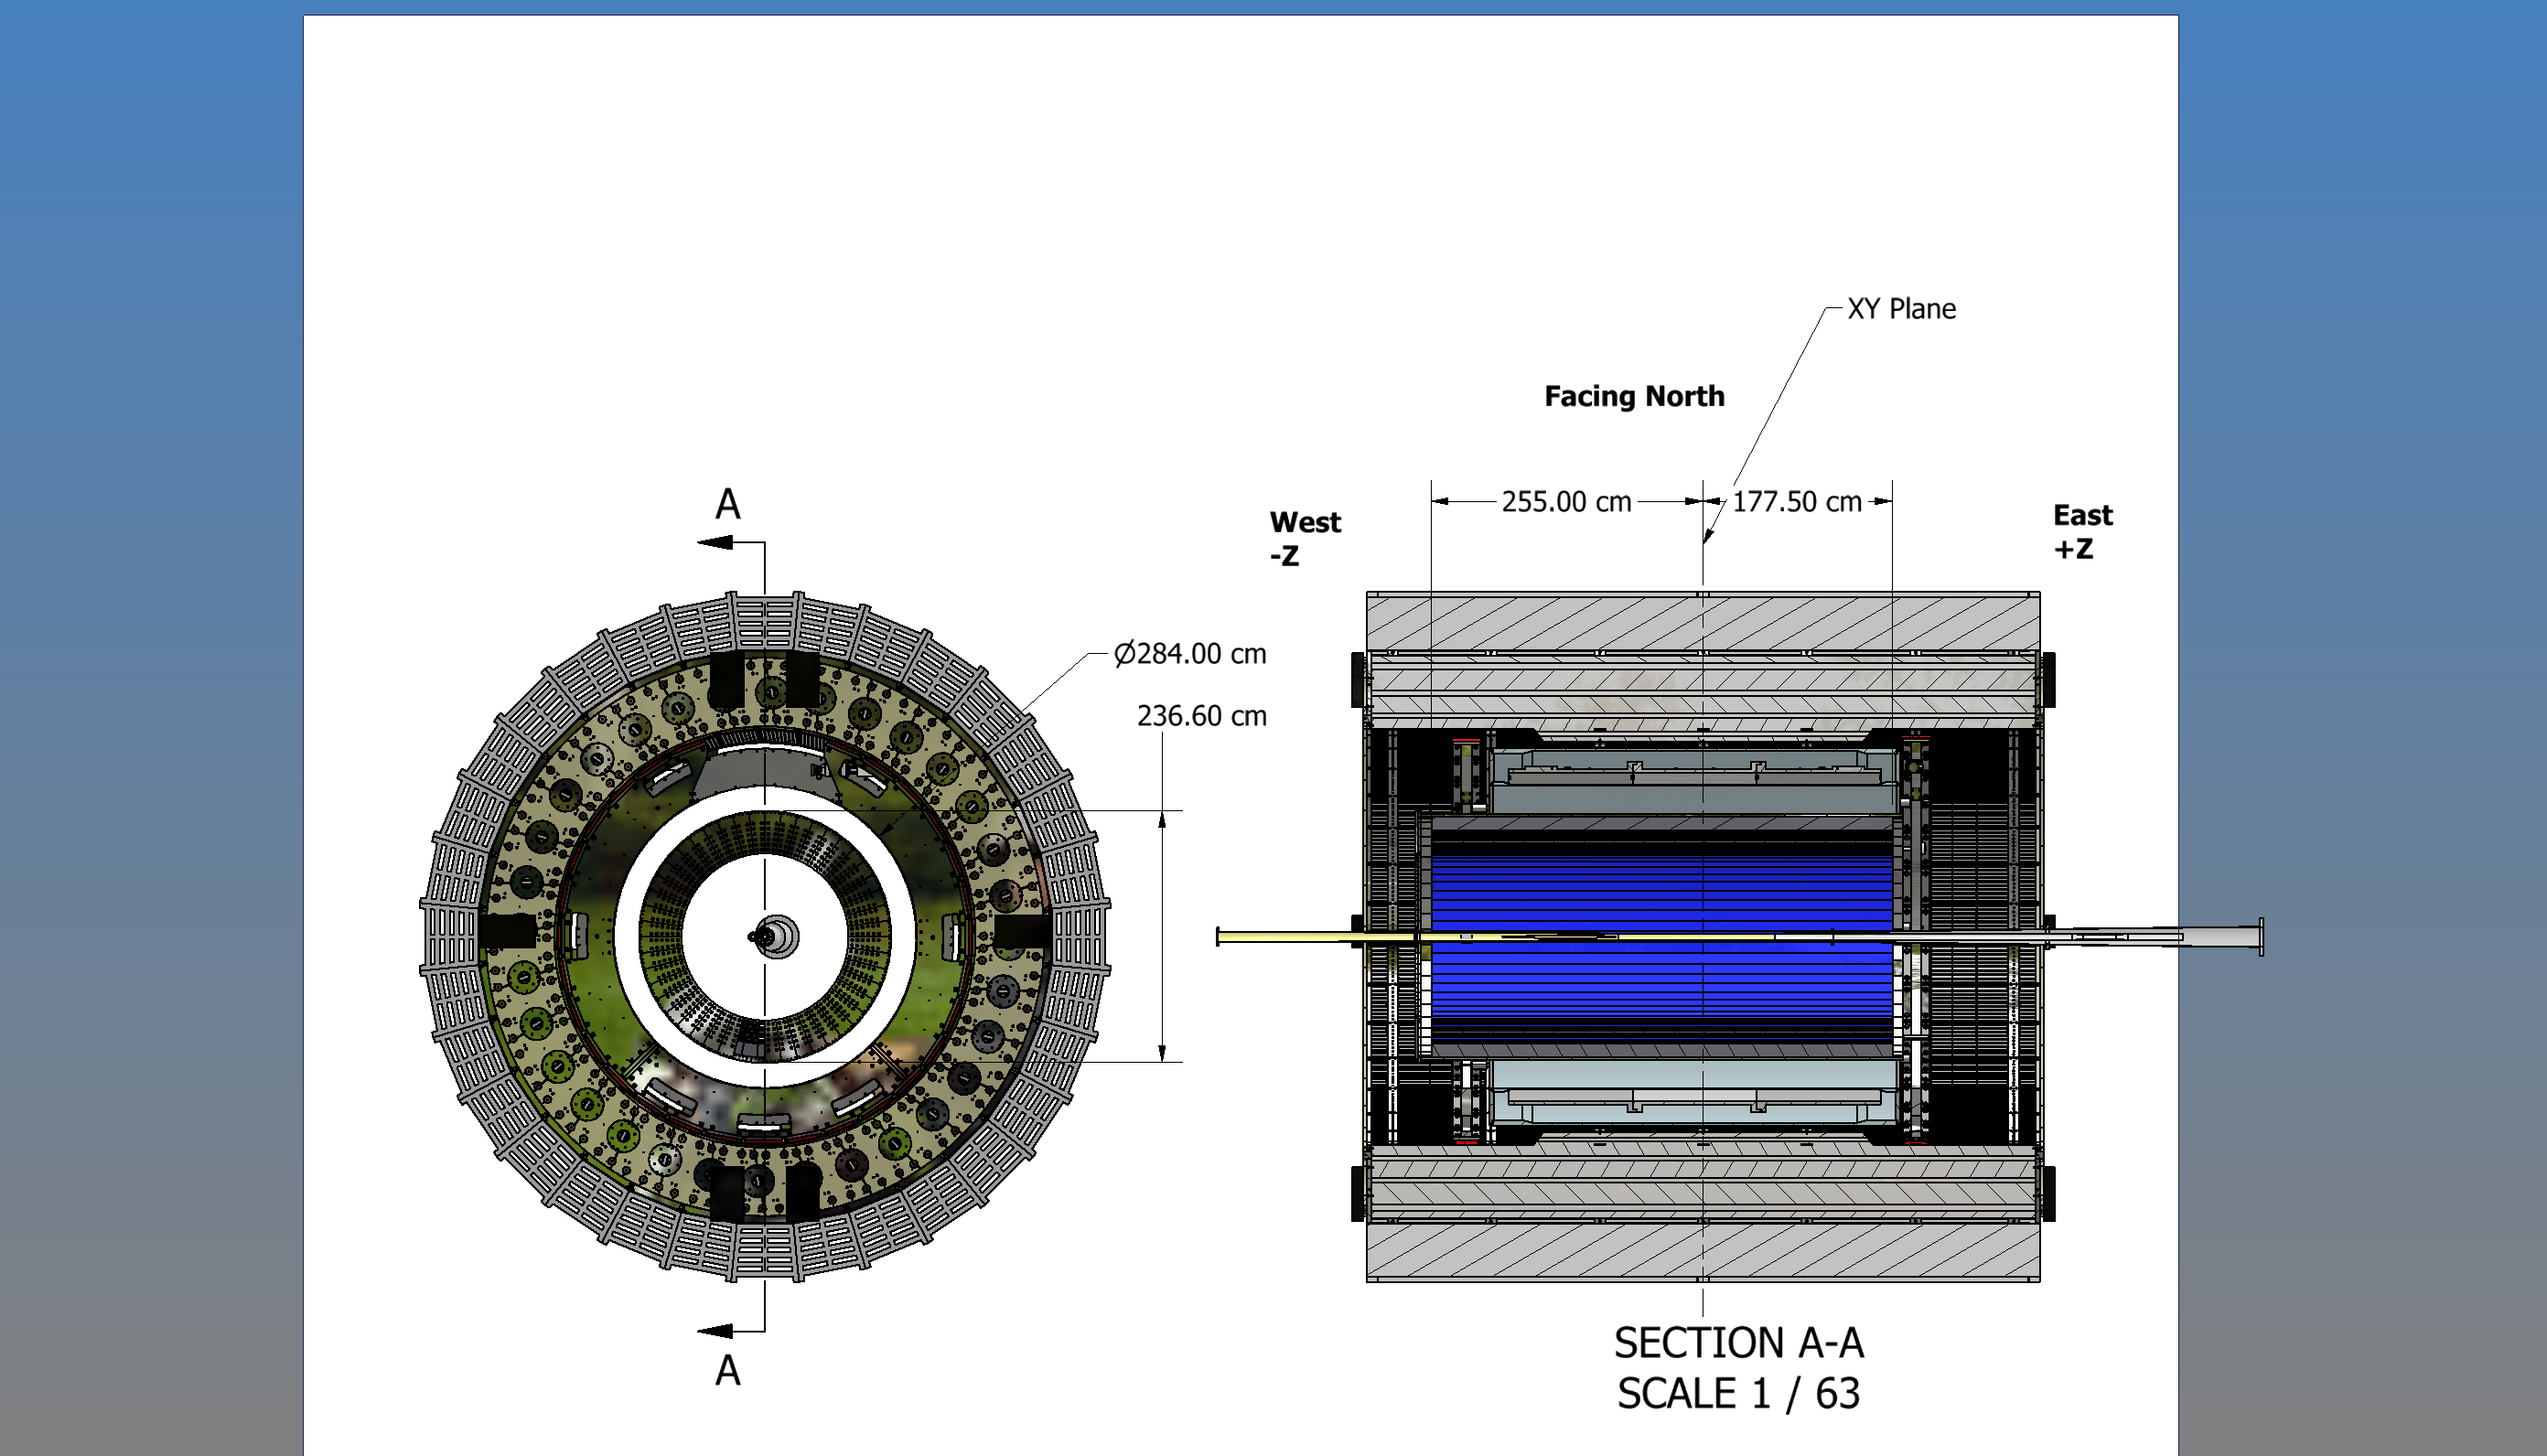 XY Plane
Facing North
A
255.00 cm
177.50 cm
West
-Z
East
+Z
Ø284.00 cm
236.60 cm
A
SECTION A-A
SCALE 1 / 63